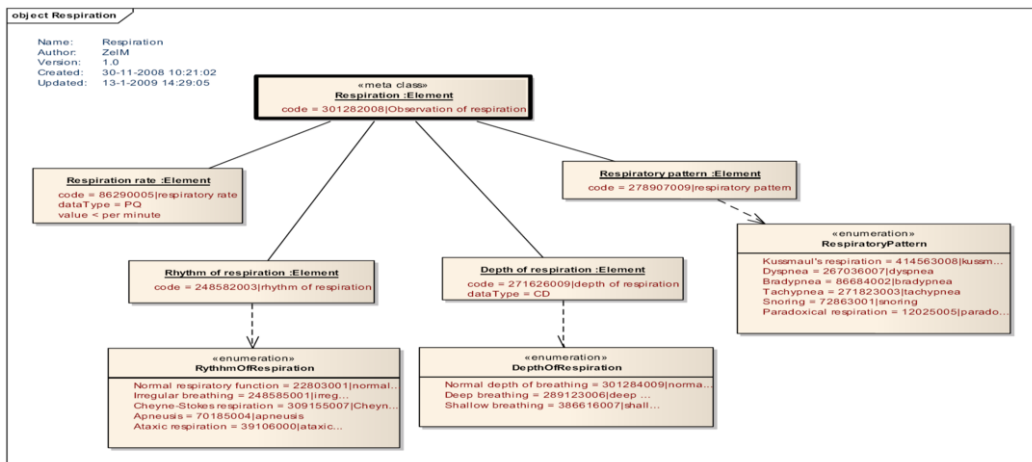 object Respiration
Name: Respiration
Author: ZelM
Version: 1.0
Created: 30-11-2008 10:21:02
Updated: 13-1-2009 14:29:05
«meta class»
Respiration :Element
code = 301282008|Observation of respiration
Respiration rate :Element
code = 86290005|respiratory rate
dataType = PQ
value < per minute
Respiratory pattern :Element
code = 278907009|respiratory pattern
«enumeration»
RespiratoryPattern
Kussmaul's respiration = 414563008|kussm...
Dyspnea = 267036007|dyspnea
Bradypnea = 86684002|bradypnea
Tachypnea = 271823003|tachypnea
Snoring = 72863001|snoring
Paradoxical respiration = 12025005|parado...
Rhythm of respiration :Element
code = 248582003|rhythm of respiration
Depth of respiration :Element
code = 271626009|depth of respiration
dataType = CD
«enumeration»
RythhmOfRespiration
Normal respiratory function = 22803001|normal...
Irregular breathing = 248585001|irreg...
Cheyne-Stokes respiration = 309155007|Cheyn...
Apneusis = 70185004|apneusis
Ataxic respiration = 39106000|ataxic...
«enumeration»
DepthOfRespiration
Normal depth of breathing = 301284009|norma...
Deep breathing = 289123006|deep ...
Shallow breathing = 386616007|shall...